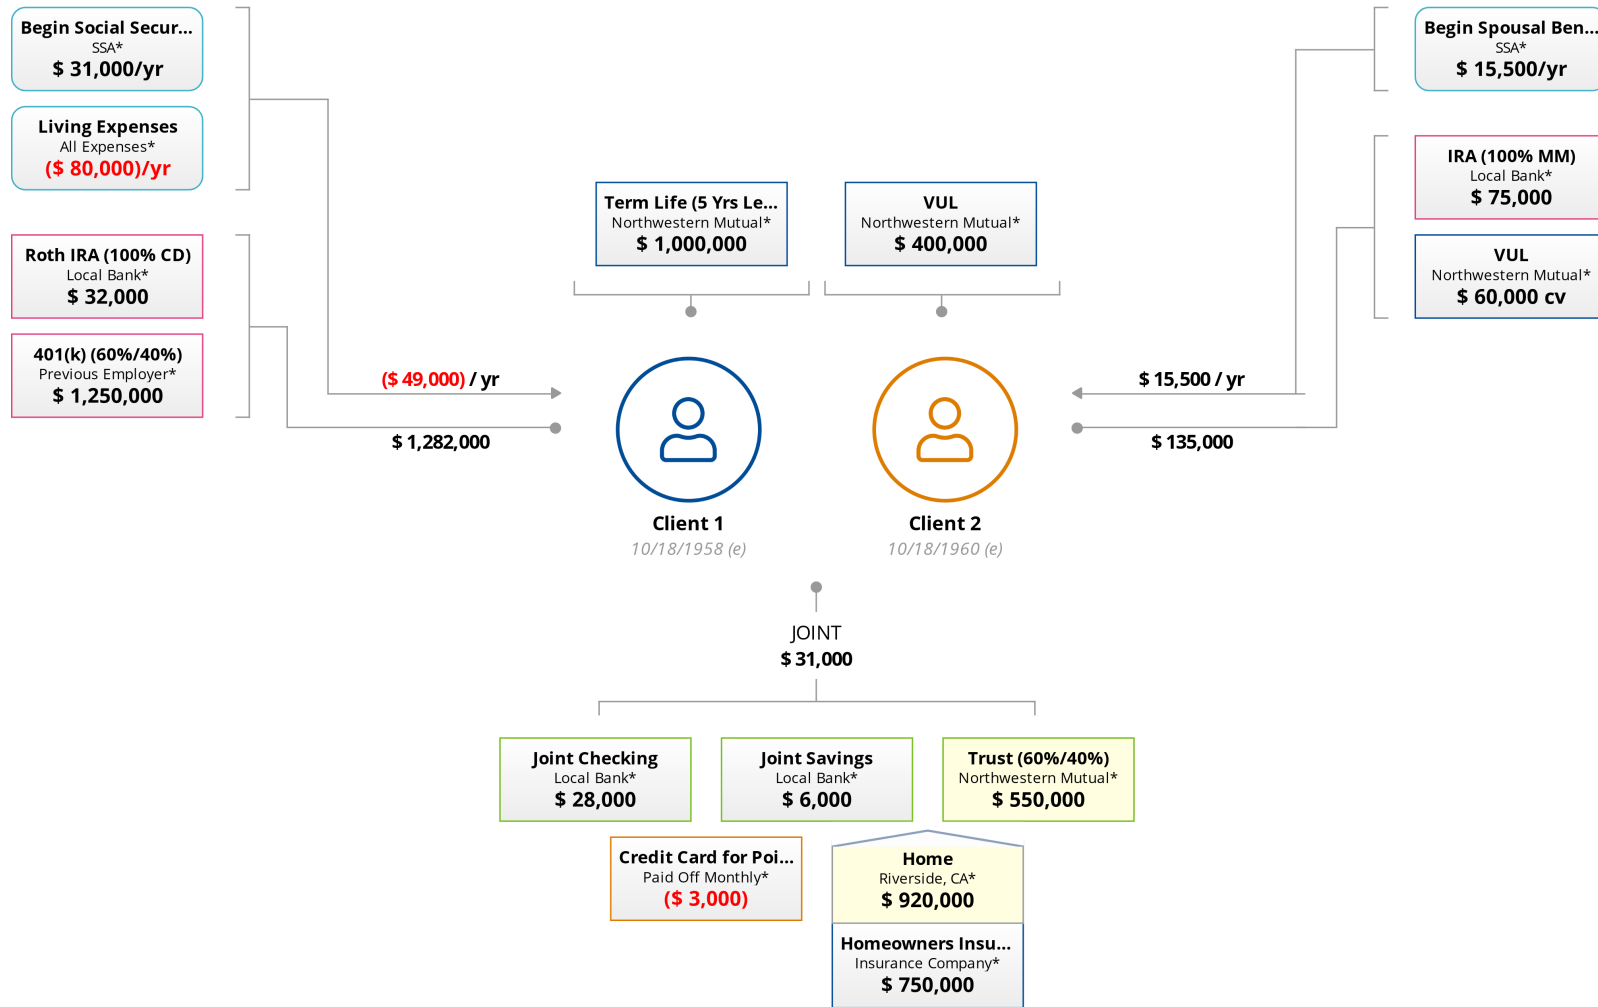 Begin Social Secur...
SSA*
$ 31,000/yr
Living Expenses
All Expenses*
($ 80,000)/yr
Roth IRA (100% CD)
Local Bank*
$ 32,000
401(k) (60%/40%)
Previous Employer*
$ 1,250,000
($ 49,000) / yr
$ 1,282,000
Term Life (5 Yrs Le...
Northwestern Mutual*
$ 1,000,000
VUL
Northwestern Mutual*
$ 400,000
Begin Spousal Ben...
SSA*
$ 15,500/yr
IRA (100% MM)
Local Bank*
$ 75,000
VUL
Northwestern Mutual*
$ 60,000 cv
$ 15,500 / yr
$ 135,000
Client 1
10/18/1958 (e)
Client 2
10/18/1960 (e)
JOINT
$ 31,000
Joint Checking
Local Bank*
$ 28,000
Joint Savings
Local Bank*
$ 6,000
Trust (60%/40%)
Northwestern Mutual*
$ 550,000
Credit Card for Poi...
Paid Off Monthly*
($ 3,000)
Home
Riverside, CA*
$ 920,000
Homeowners Insu...
Insurance Company*
$ 750,000